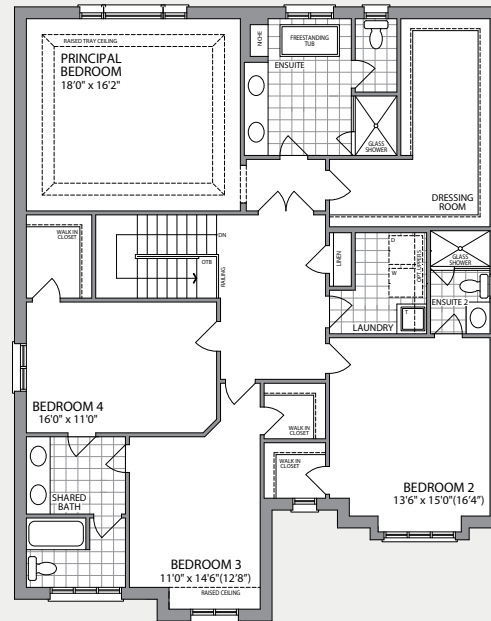 RAISED TRAY CEILING
PRINCIPAL
BEDROOM
18'0" x 16'2"
NICHE
FREESTANDING
TUB
ENSUITE
GLASS
SHOWER
DRESSING
ROOM
WALK IN
CLOSET
DN
OTB
RAILING
LINEN
D
W
OPT. UPPERS
T
LAUNDRY
GLASS
SHOWER
ENSUITE 2
BEDROOM 4
16'0" x 11'0"
WALK IN
CLOSET
WALK IN
CLOSET
BEDROOM 2
13'6" x 15'0"(16'4")
SHARED
BATH
BEDROOM 3
11'0" x 14'6"(12'8")
RAISED CEILING